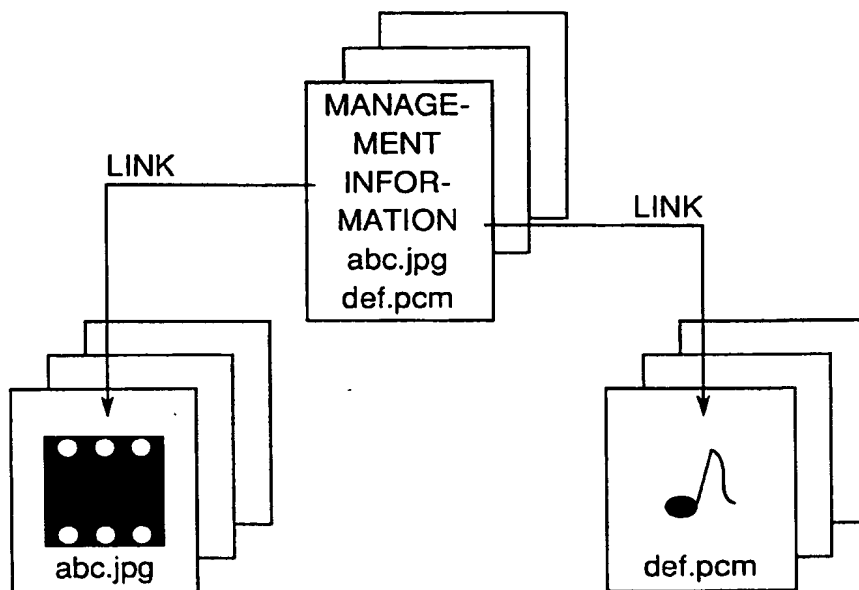 MANAGE-
MENT
INFOR-
MATION
abc.jpg
def.pcm
LINK
LINK
abc.jpg
def.pcm